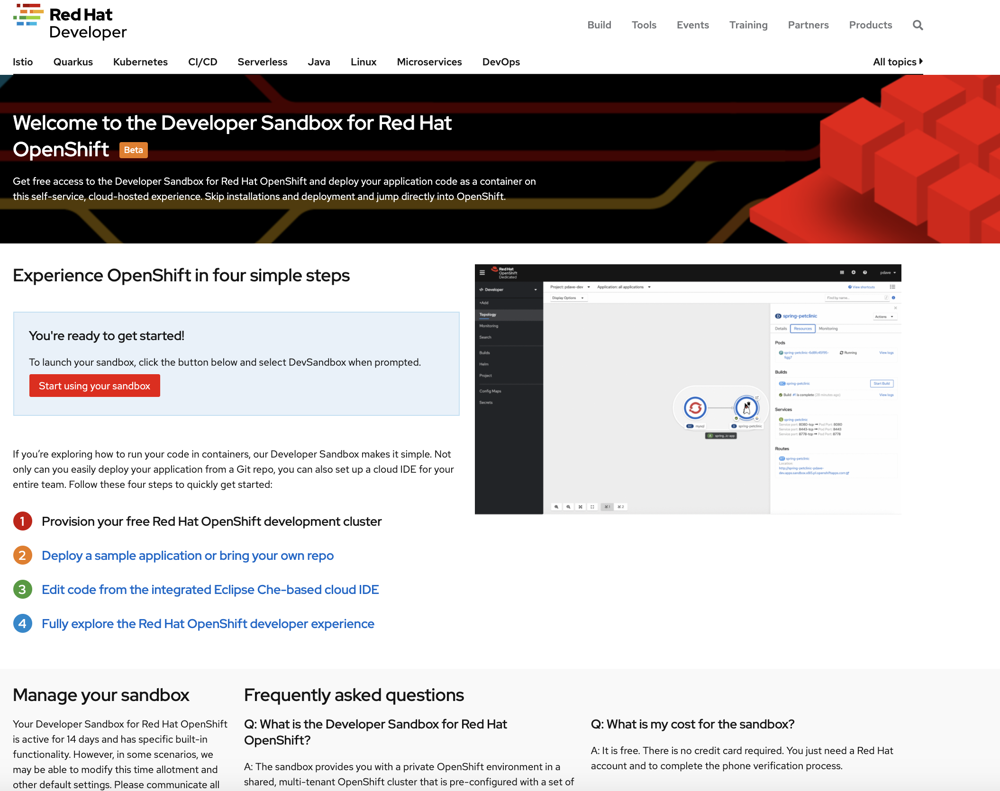 Red Hat
Developer
Build Tools Events Training Partners Products
Istio Quarkus Kubernetes CI/CD Serverless Java Linux Microservices DevOps All topics
Welcome to the Developer Sandbox for Red Hat
OpenShift Beta
Get free access to the Developer Sandbox for Red Hat OpenShift and deploy your application code as a container on
this self-service, cloud-hosted experience. Skip installations and deployment and jump directly into OpenShift.
Experience OpenShift in four simple steps
You're ready to get started!
To launch your sandbox, click the button below and select DevSandbox when prompted.
Start using your sandbox
If you’re exploring how to run your code in containers, our Developer Sandbox makes it simple. Not
only can you easily deploy your application from a Git repo, you can also set up a cloud IDE for your
entire team. Follow these four steps to quickly get started:
1 Provision your free Red Hat OpenShift development cluster
2 Deploy a sample application or bring your own repo
3 Edit code from the integrated Eclipse Che-based cloud IDE
4 Fully explore the Red Hat OpenShift developer experience
Red Hat
OpenShift
Dedicated
pdave
Developer
+Add
Topology
Monitoring
Search
Builds
Helm
Project
Config Maps
Secrets
Project: pdave-dev Application: all applications View shortcuts
Display Options Find by name... /
DC mysql
D spring-petclinic
A spring...ic-app
1 2
D spring-petclinic Actions
Details Resources Monitoring
Pods
P spring-petclinic-6d8fc45f95-
fqjg7 Running View logs
Builds
BC spring-petclinic Start Build
Build #1 is complete (28 minutes ago) View logs
Services
S spring-petclinic
Service port: 8080-tcp → Pod Port: 8080
Service port: 8443-tcp → Pod Port: 8443
Service port: 8778-tcp → Pod Port: 8778
Routes
RT spring-petclinic
Location:
http://spring-petclinic-pdave-
dev.apps.sandbox.x8i5.p1.openshiftapps.com
Manage your sandbox
Your Developer Sandbox for Red Hat OpenShift
is active for 14 days and has specific built-in
functionality. However, in some scenarios, we
may be able to modify this time allotment and
other default settings. Please communicate all
Frequently asked questions
Q: What is the Developer Sandbox for Red Hat
OpenShift?
A: The sandbox provides you with a private OpenShift environment in a
shared, multi-tenant OpenShift cluster that is pre-configured with a set of
Q: What is my cost for the sandbox?
A: It is free. There is no credit card required. You just need a Red Hat
account and to complete the phone verification process.